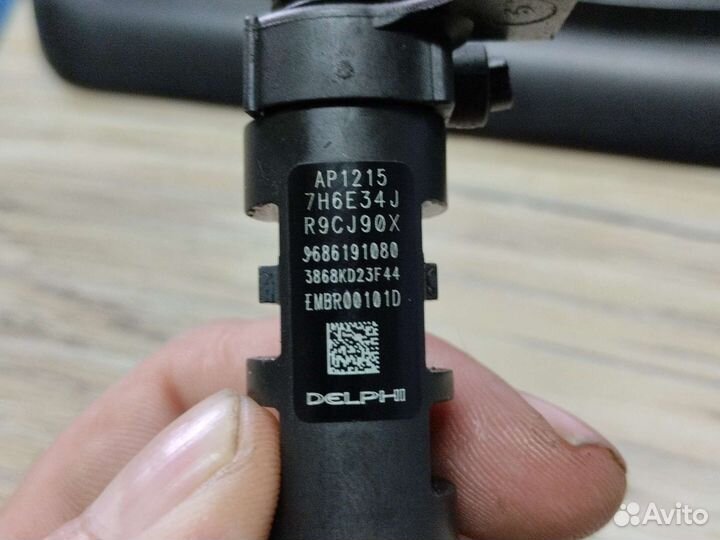 AP1215
7H6E34J
R9CJ90X
9686191080
3868KD23F44
EMBR00101D
DELPHI
Avito